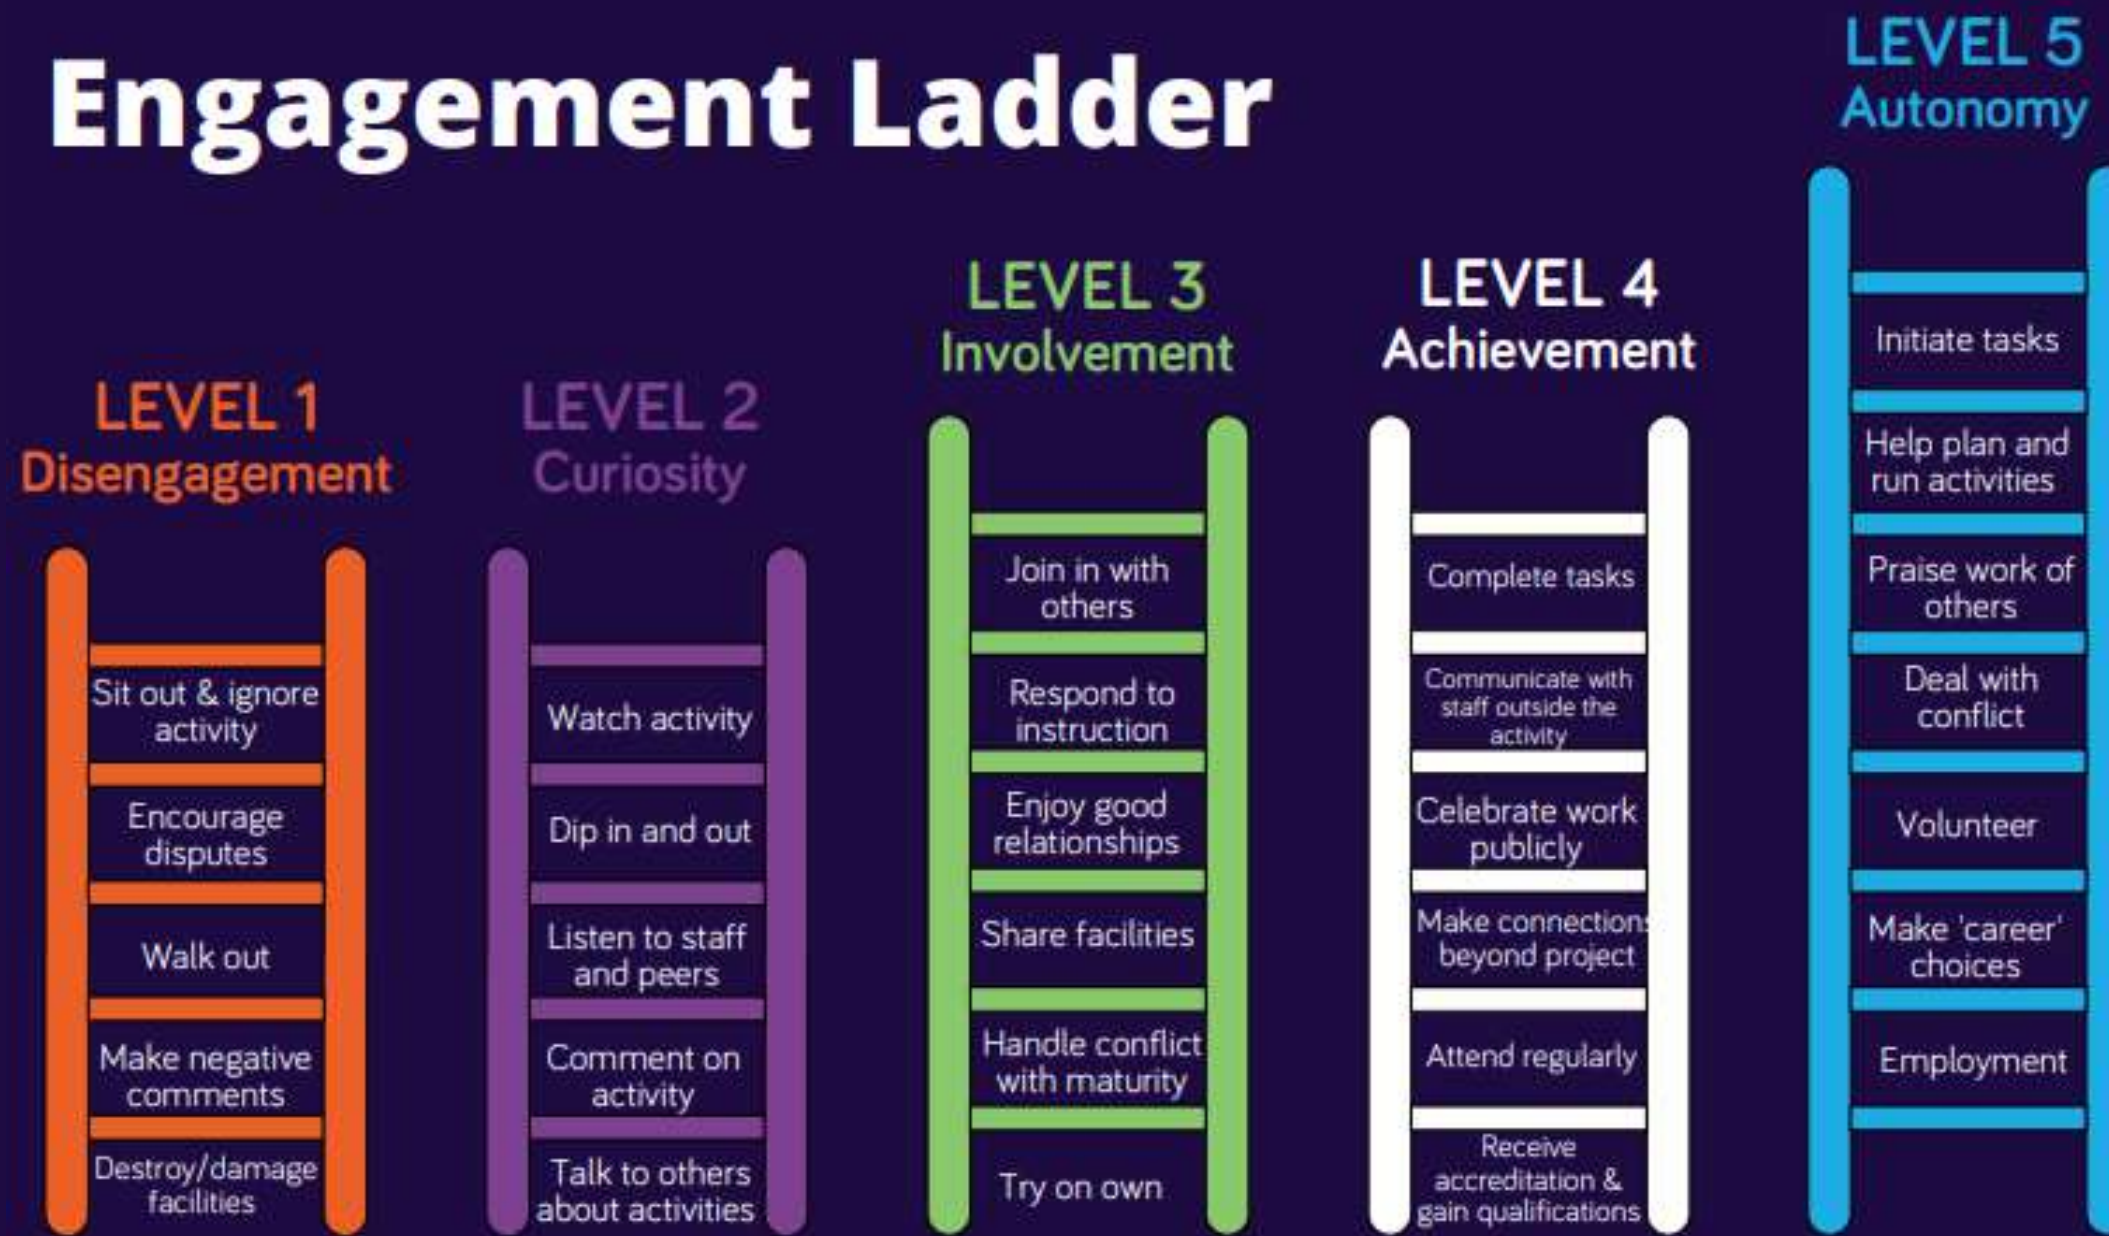 Engagement Ladder
LEVEL 1
Disengagement
Sit out & ignore
activity
Encourage
disputes
Walk out
Make negative
comments
Destroy/damage
facilities
LEVEL 2
Curiosity
Watch activity
Dip in and out
Listen to staff
and peers
Comment on
activity
Talk to others
about activities
LEVEL 3
Involvement
Join in with
others
Respond to
instruction
Enjoy good
relationships
Share facilities
Handle conflict
with maturity
Try on own
LEVEL 4
Achievement
Complete tasks
Communicate with
staff outside the
activity
Celebrate work
publicly
Make connections
beyond project
Attend regularly
Receive
accreditation &
gain qualifications
LEVEL 5
Autonomy
Initiate tasks
Help plan and
run activities
Praise work of
others
Deal with
conflict
Volunteer
Make 'career'
choices
Employment